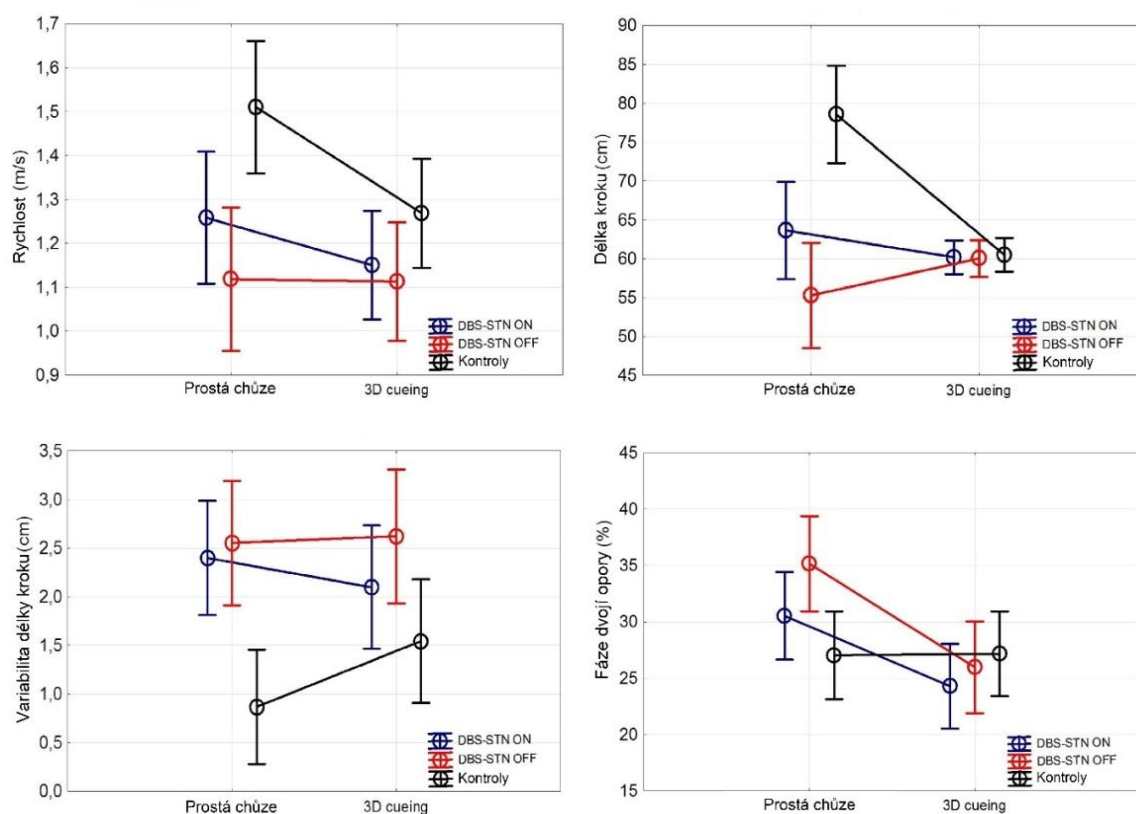 Rychlost (m/s)
1,7
1,6
1,5
1,4
1,3
1,2
1,1
1,0
0,9
DBS-STN ON
DBS-STN OFF
Kontroly
Prostá chůze
3D cueing
Délka kroku (cm)
90
85
80
75
70
65
60
55
50
45
DBS-STN ON
DBS-STN OFF
Kontroly
Prostá chůze
3D cueing
Variabilita délky kroku (cm)
3,5
3,0
2,5
2,0
1,5
1,0
0,5
0,0
DBS-STN ON
DBS-STN OFF
Kontroly
Prostá chůze
3D cueing
Fáze dvojí opory (%)
45
40
35
30
25
20
15
DBS-STN ON
DBS-STN OFF
Kontroly
Prostá chůze
3D cueing